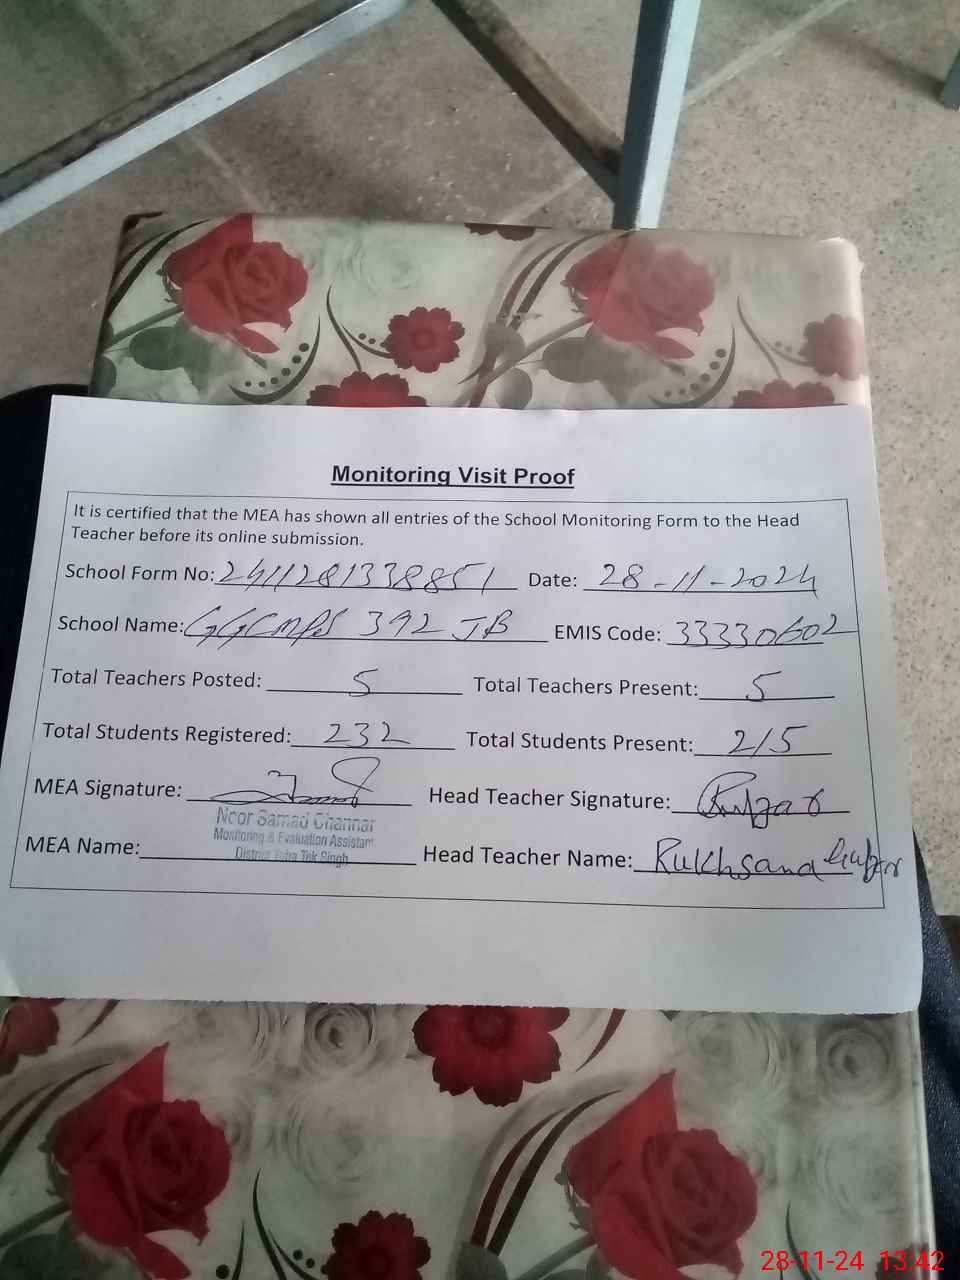 Monitoring Visit Proof
It is certified that the MEA has shown all entries of the School Monitoring Form to the Head
Teacher before its online submission.
School Form No: 2411281338851 Date: 28-11-2024
School Name: GGCMPS 392 JB EMIS Code: 33330602
Total Teachers Posted: 5 Total Teachers Present: 5
Total Students Registered: 232 Total Students Present: 215
MEA Signature: Head Teacher Signature:
Noor Samad Channar
Monitoring & Evaluation Assistant
District Toba Tek Singh
MEA Name: Head Teacher Name: Rukhsana
28-11-24 13:42